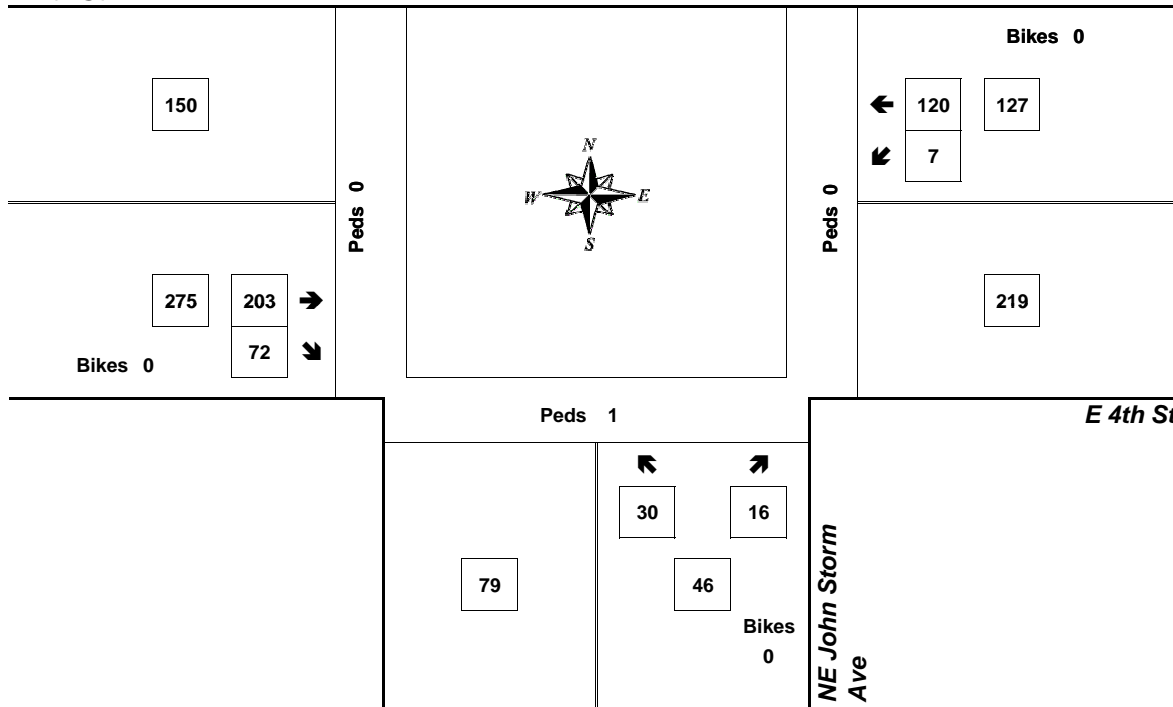 Bikes 0
150
120 127
N
7
W E
Peds 0
Peds 0
S
275 203
219
72
Bikes 0
Peds 1
E 4th St
30 16
NE John Storm
Ave
79
46
Bikes
0